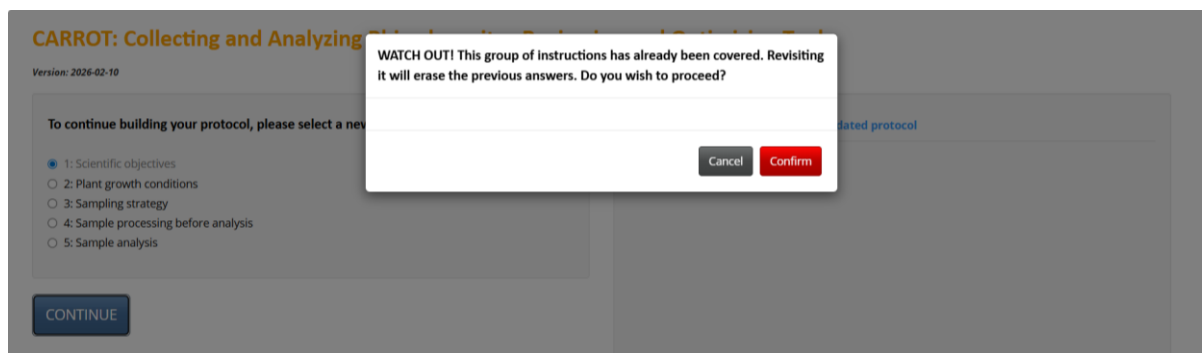 CARROT: Collecting and Analyzing
WATCH OUT! This group of instructions has already been covered. Revisiting
it will erase the previous answers. Do you wish to proceed?
Version: 2026-02-10
To continue building your protocol, please select a new
dated protocol
Cancel
Confirm
1: Scientific objectives
2: Plant growth conditions
3: Sampling strategy
4: Sample processing before analysis
5: Sample analysis
CONTINUE